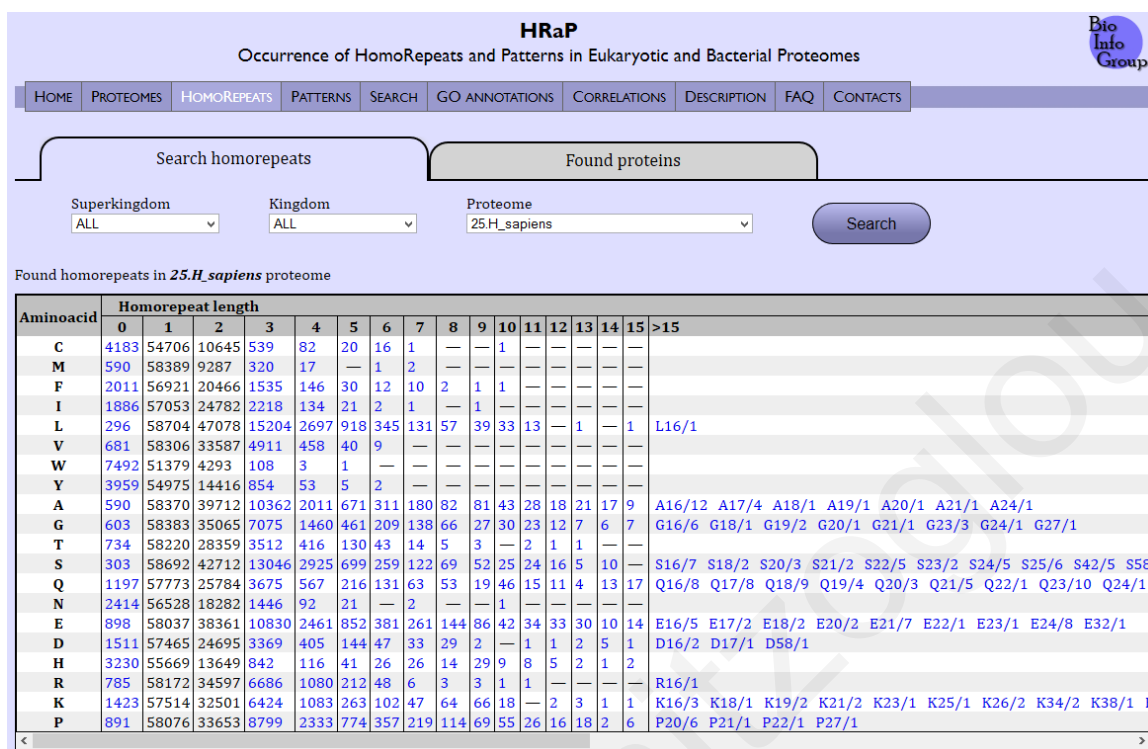 HRaP
Occurrence of HomoRepeats and Patterns in Eukaryotic and Bacterial Proteomes
Bio
Info
Group
HOME PROTEOMES HOMOREPEATS PATTERNS SEARCH GO ANNOTATIONS CORRELATIONS DESCRIPTION FAQ CONTACTS
Search homorepeats Found proteins
Superkingdom Kingdom Proteome
ALL ALL 25.H_sapiens Search
Found homorepeats in 25.H_sapiens proteome
Aminoacid Homorepeat length
0 1 2 3 4 5 6 7 8 9 10 11 12 13 14 15 >15
C 4183 54706 10645 539 82 20 16 1 — — 1 — — — — —
M 590 58389 9287 320 17 — 1 2 — — — — — — — —
F 2011 56921 20466 1535 146 30 12 10 2 1 1 — — — — —
I 1886 57053 24782 2218 134 21 2 1 — 1 — — — — — —
L 296 58704 47078 15204 2697 918 345 131 57 39 33 13 — 1 — 1 L16/1
V 681 58306 33587 4911 458 40 9 — — — — — — — — —
W 7492 51379 4293 108 3 1 — — — — — — — — — —
Y 3959 54975 14416 854 53 5 2 — — — — — — — — —
A 590 58370 39712 10362 2011 671 311 180 82 81 43 28 18 21 17 9 A16/12 A17/4 A18/1 A19/1 A20/1 A21/1 A24/1
G 603 58383 35065 7075 1460 461 209 138 66 27 30 23 12 7 6 7 G16/6 G18/1 G19/2 G20/1 G21/1 G23/3 G24/1 G27/1
T 734 58220 28359 3512 416 130 43 14 5 3 — 2 1 1 — —
S 303 58692 42712 13046 2925 699 259 122 69 52 25 24 16 5 10 — S16/7 S18/2 S20/3 S21/2 S22/5 S23/2 S24/5 S25/6 S42/5 S58
Q 1197 57773 25784 3675 567 216 131 63 53 19 46 15 11 4 13 17 Q16/8 Q17/8 Q18/9 Q19/4 Q20/3 Q21/5 Q22/1 Q23/10 Q24/1
N 2414 56528 18282 1446 92 21 — 2 — — 1 — — — — —
E 898 58037 38361 10830 2461 852 381 261 144 86 42 34 33 30 10 14 E16/5 E17/2 E18/2 E20/2 E21/7 E22/1 E23/1 E24/8 E32/1
D 1511 57465 24695 3369 405 144 47 33 29 2 — 1 1 2 5 1 D16/2 D17/1 D58/1
H 3230 55669 13649 842 116 41 26 26 14 29 9 8 5 2 1 2
R 785 58172 34597 6686 1080 212 48 6 3 3 1 1 — — — — R16/1
K 1423 57514 32501 6424 1083 263 102 47 64 66 18 — 2 3 1 1 K16/3 K18/1 K19/2 K21/2 K23/1 K25/1 K26/2 K34/2 K38/1
P 891 58076 33653 8799 2333 774 357 219 114 69 55 26 16 18 2 6 P20/6 P21/1 P22/1 P27/1